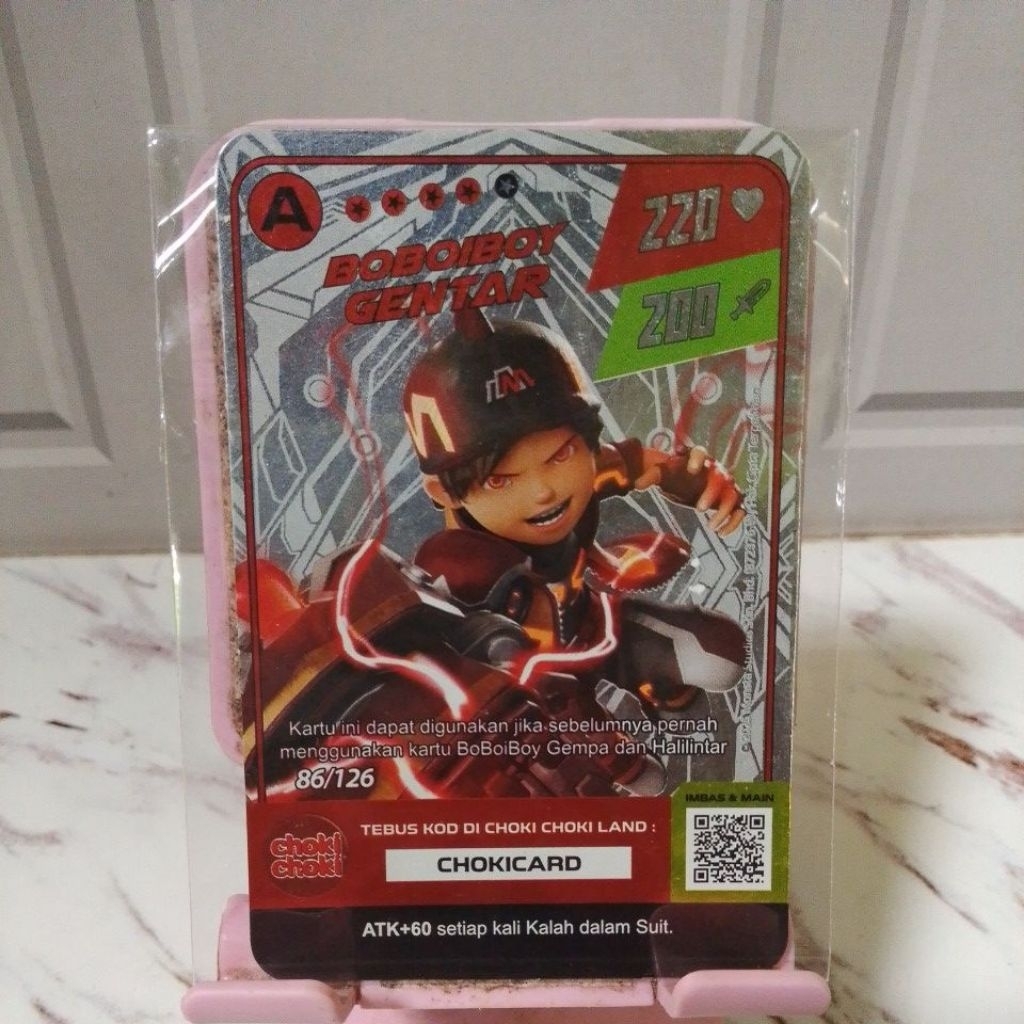 A
BOBOIBOY
GENTAR
220
200
M
Kartu ini dapat digunakan jika sebelumnya pernah
menggunakan kartu BoBoiBoy Gempa dan Halilintar
86/126
choki
choki
TEBUS KOD DI CHOKI CHOKI LAND :
CHOKICARD
IMBAS & MAIN
ATK+60 setiap kali Kalah dalam Suit.